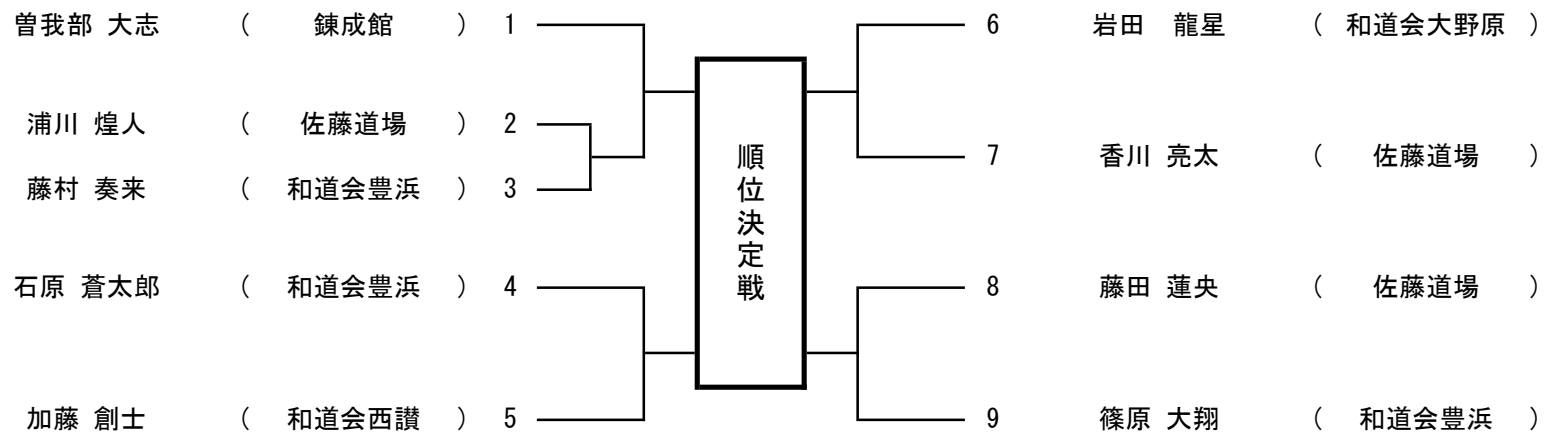 曽我部 大志 ( 錬成館 ) 1
浦川 煌人 ( 佐藤道場 ) 2
藤村 奏来 ( 和道会豊浜 ) 3
石原 蒼太郎 ( 和道会豊浜 ) 4
加藤 創士 ( 和道会西讃 ) 5
順位決定戦
6 岩田 龍星 ( 和道会大野原 )
7 香川 亮太 ( 佐藤道場 )
8 藤田 蓮央 ( 佐藤道場 )
9 篠原 大翔 ( 和道会豊浜 )